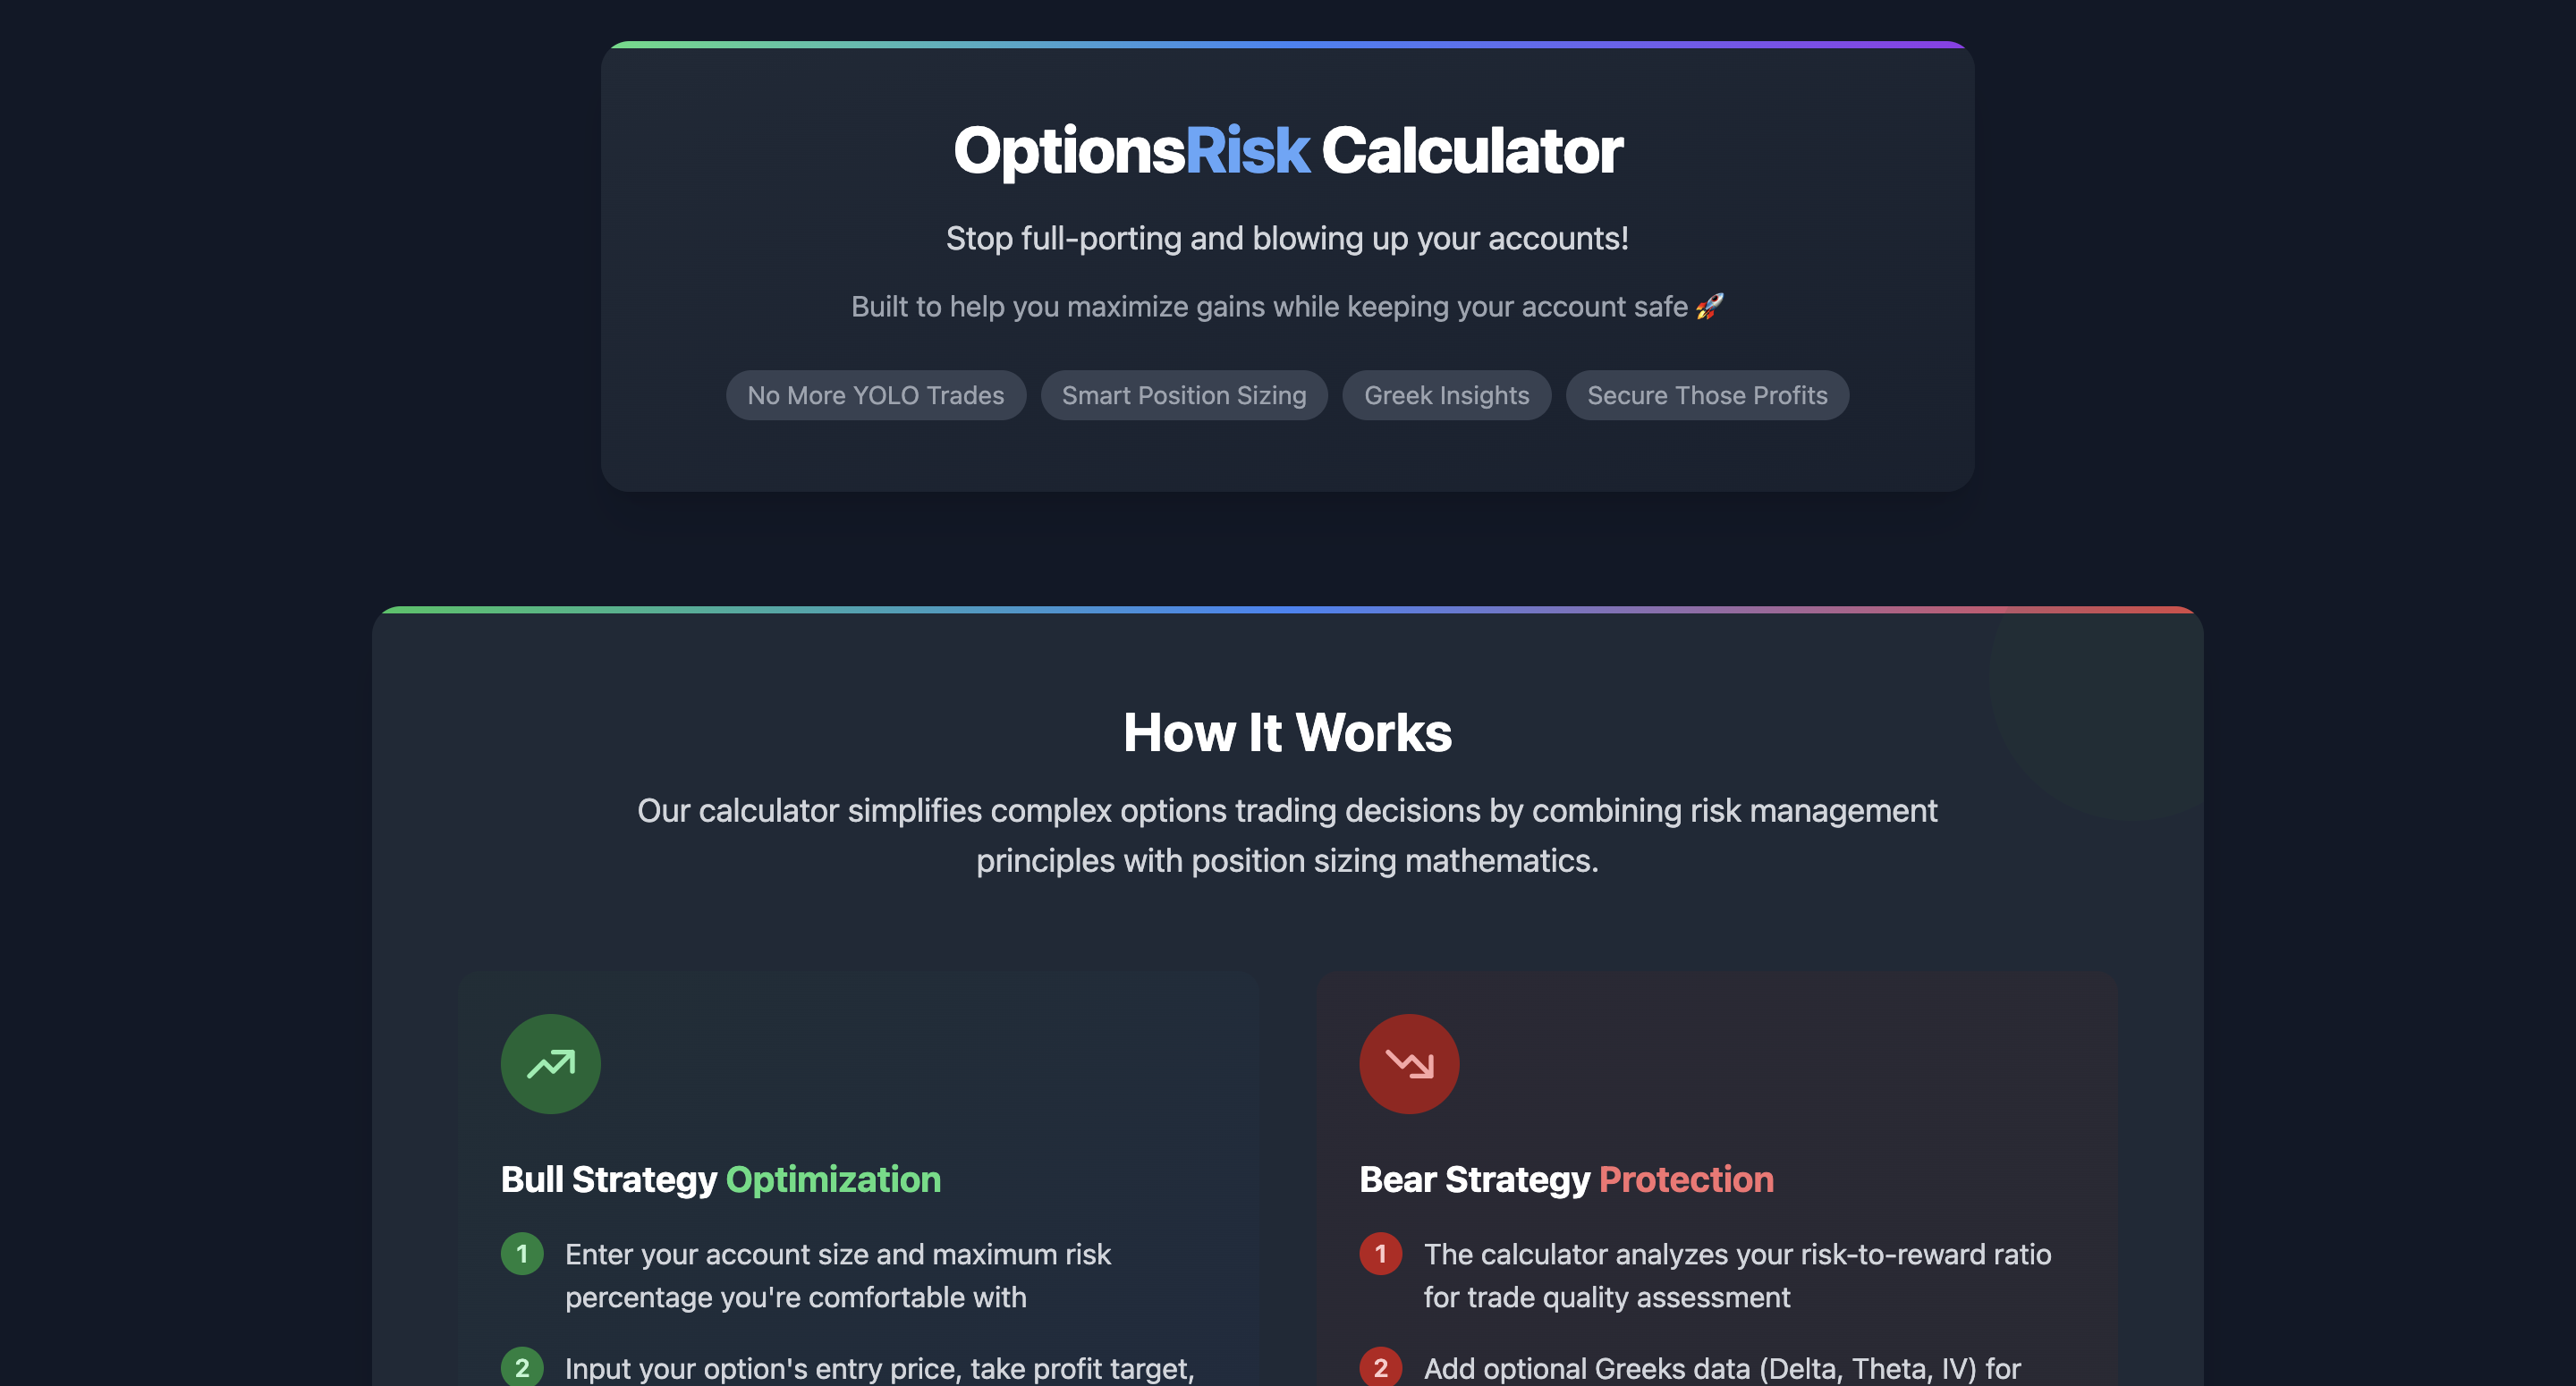 OptionsRisk Calculator
Stop full-porting and blowing up your accounts!
Built to help you maximize gains while keeping your account safe 🚀
No More YOLO Trades
Smart Position Sizing
Greek Insights
Secure Those Profits
How It Works
Our calculator simplifies complex options trading decisions by combining risk management
principles with position sizing mathematics.
Bull Strategy Optimization
1 Enter your account size and maximum risk
percentage you're comfortable with
2 Input your option's entry price, take profit target,
Bear Strategy Protection
1 The calculator analyzes your risk-to-reward ratio
for trade quality assessment
2 Add optional Greeks data (Delta, Theta, IV) for